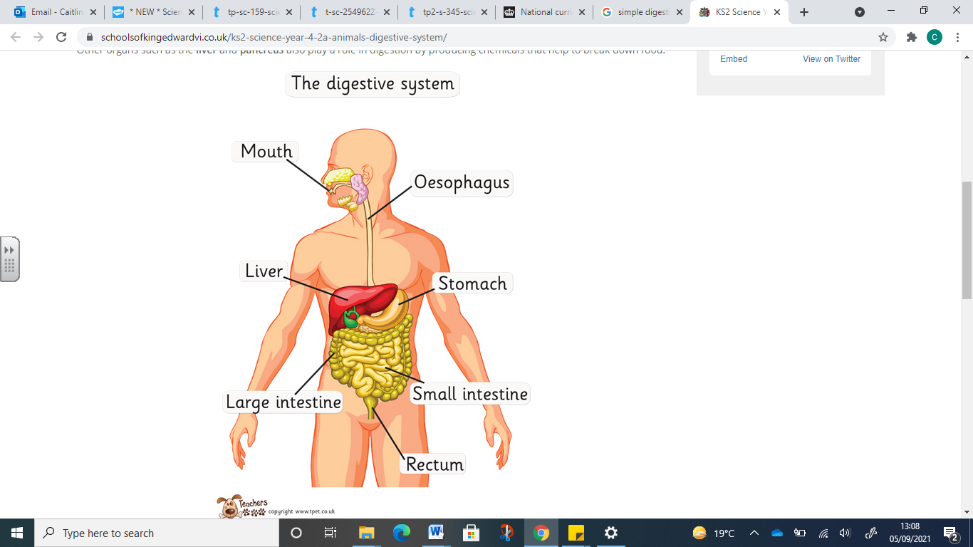 Email - Caitlin
* NEW * Scien
tp-sc-159-scie
t-sc-2549622
tp2-s-345-scie
National curri
simple digest
KS2 Science Y
schoolsofkingedwardvi.co.uk/ks2-science-year-4-2a-animals-digestive-system/
C
Other organs such as the liver and pancreas also play a role in digestion by producing chemicals that help to break down food.
Embed
View on Twitter
The digestive system
Mouth
Oesophagus
Liver
Stomach
Large intestine
Small intestine
Rectum
Teachers
copyright www.tpet.co.uk
Type here to search
19°C
13:08
05/09/2021
2